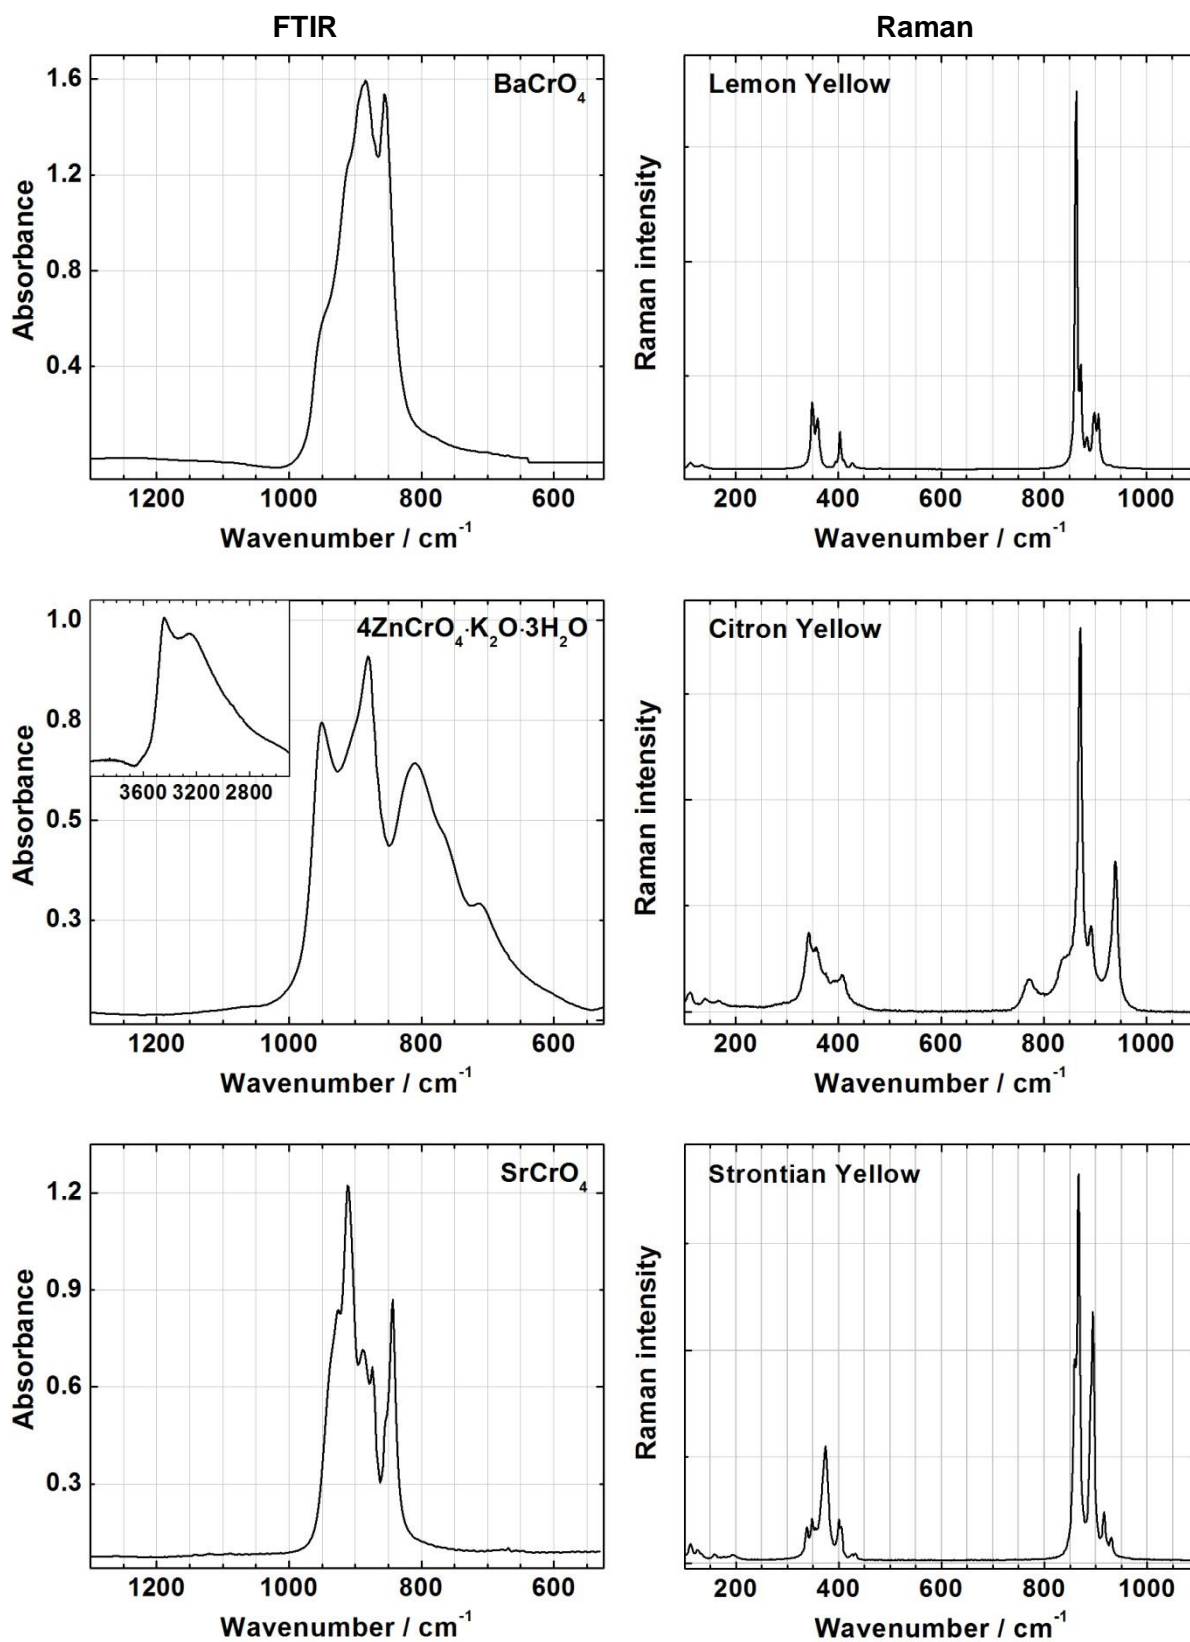 FTIR
Raman
BaCrO4
1.6
1.2
0.8
0.4
Absorbance
1200 1000 800 600
Wavenumber / cm-1
Lemon Yellow
Raman intensity
200 400 600 800 1000
Wavenumber / cm-1
4ZnCrO4·K2O·3H2O
1.0
0.8
0.5
0.3
Absorbance
3600 3200 2800
1200 1000 800 600
Wavenumber / cm-1
Citron Yellow
Raman intensity
200 400 600 800 1000
Wavenumber / cm-1
SrCrO4
1.2
0.9
0.6
0.3
Absorbance
1200 1000 800 600
Wavenumber / cm-1
Strontian Yellow
Raman intensity
200 400 600 800 1000
Wavenumber / cm-1